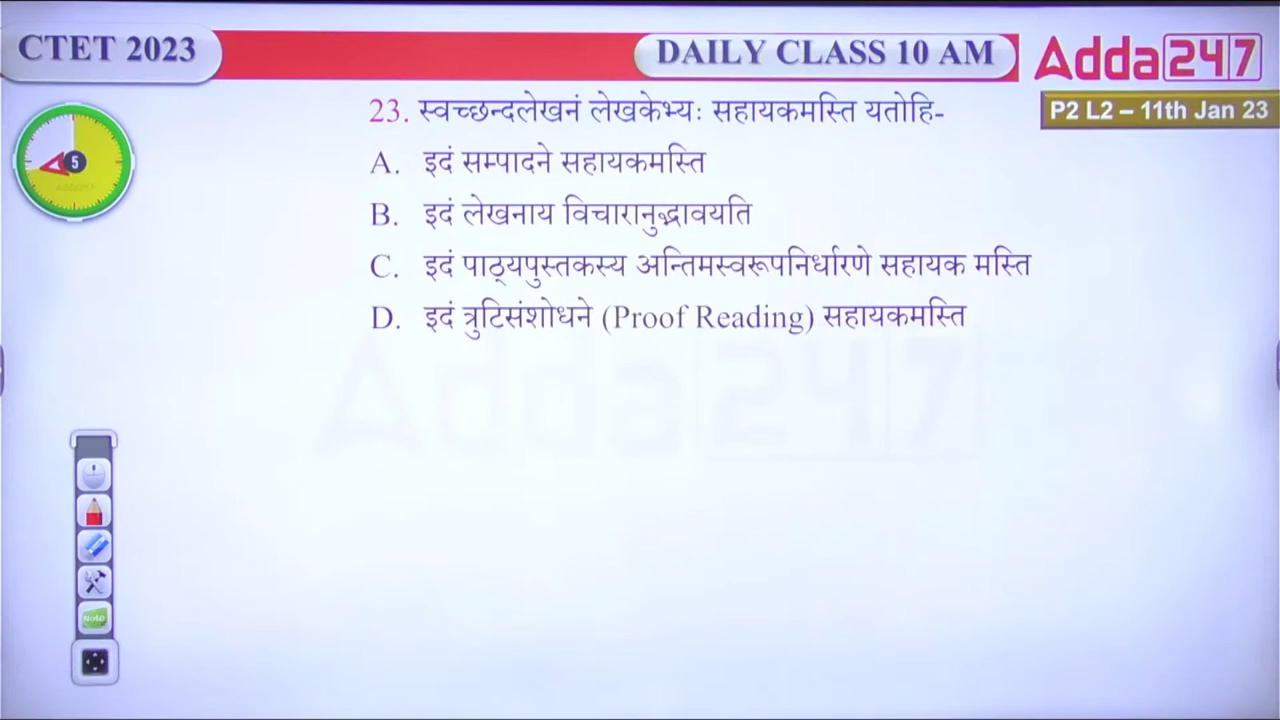 CTET 2023
DAILY CLASS 10 AM
Adda247
P2 L2 – 11th Jan 23
5
23. स्वच्छन्दलेखनं लेखकेभ्यः सहायकमस्ति यतोहि-
A. इदं सम्पादने सहायकमस्ति
B. इदं लेखनाय विचारानुद्भावयति
C. इदं पाठ्यपुस्तकस्य अन्तिमस्वरूपनिर्धारणे सहायक मस्ति
D. इदं त्रुटिसंशोधने (Proof Reading) सहायकमस्ति
Adda247
Note